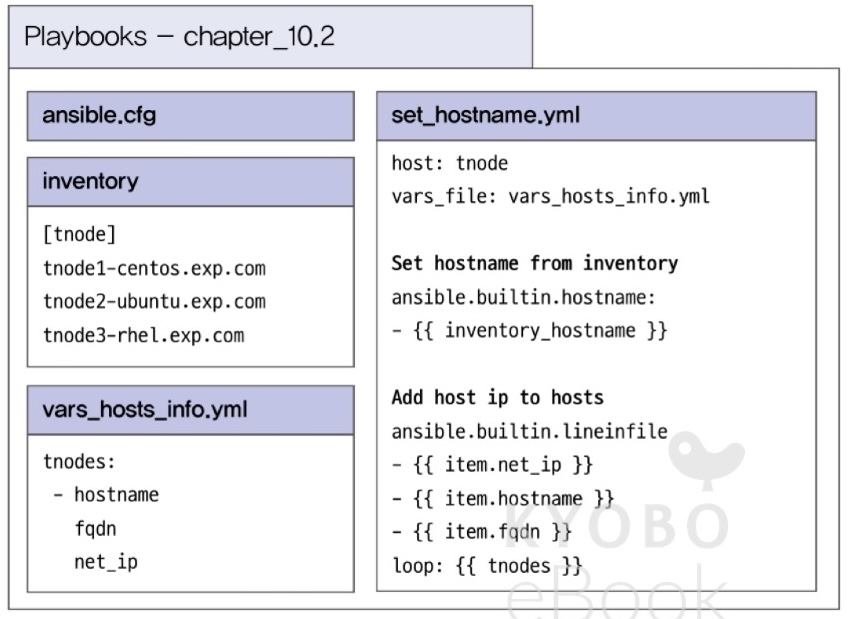 Playbooks – chapter_10.2
ansible.cfg
inventory
[tnode]
tnode1-centos.exp.com
tnode2-ubuntu.exp.com
tnode3-rhel.exp.com
vars_hosts_info.yml
tnodes:
- hostname
fqdn
net_ip
set_hostname.yml
host: tnode
vars_file: vars_hosts_info.yml
Set hostname from inventory
ansible.builtin.hostname:
- {{ inventory_hostname }}
Add host ip to hosts
ansible.builtin.lineinfile
- {{ item.net_ip }}
- {{ item.hostname }}
- {{ item.fqdn }}
loop: {{ tnodes }}
KYOBO
eBook